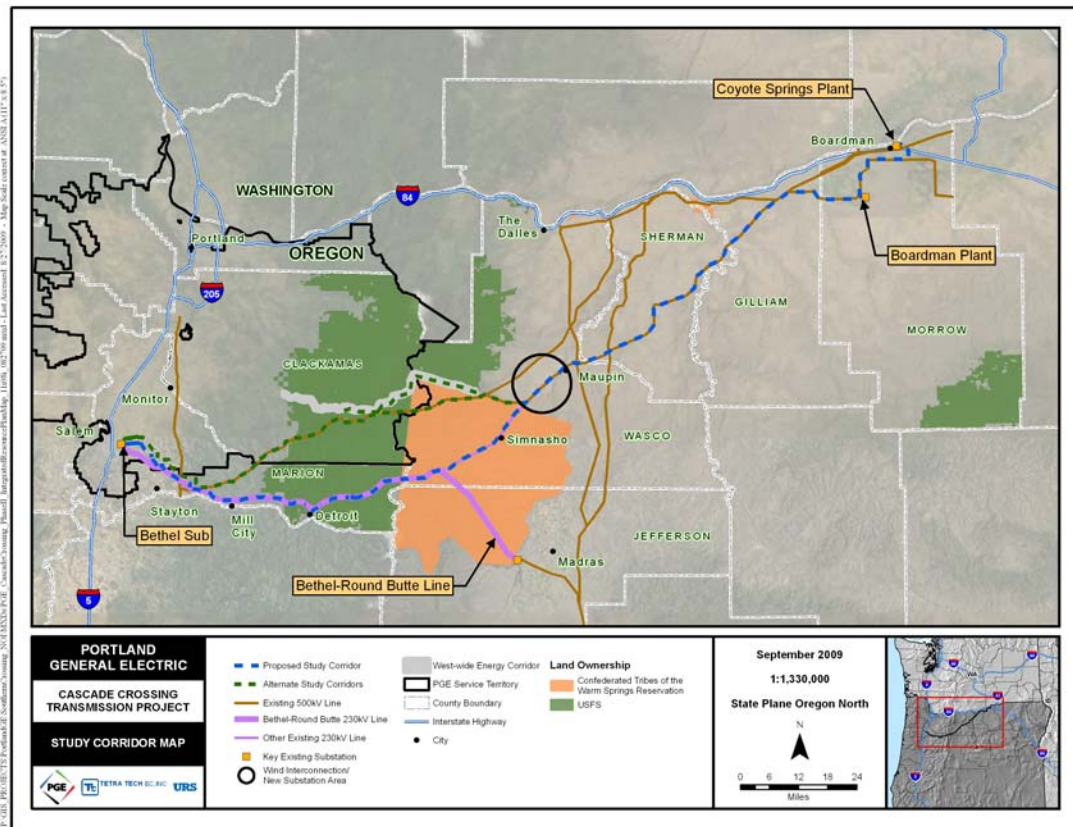 Coyote Springs Plant
Boardman
WASHINGTON
84
The
Dalles
SHERMAN
Portland
OREGON
Boardman Plant
GILLIAM
205
MORROW
CLACKAMAS
Maupin
Monitor
Salem
Simnasho
WASCO
MARION
Stayton
Mill
City
Detroit
Bethel Sub
JEFFERSON
Madras
Bethel-Round Butte Line
5
PORTLAND
GENERAL ELECTRIC
CASCADE CROSSING
TRANSMISSION PROJECT
STUDY CORRIDOR MAP
PGE
TETRA TECH EC, INC
URS
Proposed Study Corridor
Alternate Study Corridors
Existing 500kV Line
Bethel-Round Butte 230kV Line
Other Existing 230kV Line
Key Existing Substation
Wind Interconnection/
New Substation Area
West-wide Energy Corridor
PGE Service Territory
County Boundary
Interstate Highway
City
Land Ownership
Confederated Tribes of the
Warm Springs Reservation
USFS
September 2009
1:1,330,000
State Plane Oregon North
N
0 6 12 18 24
Miles
WA